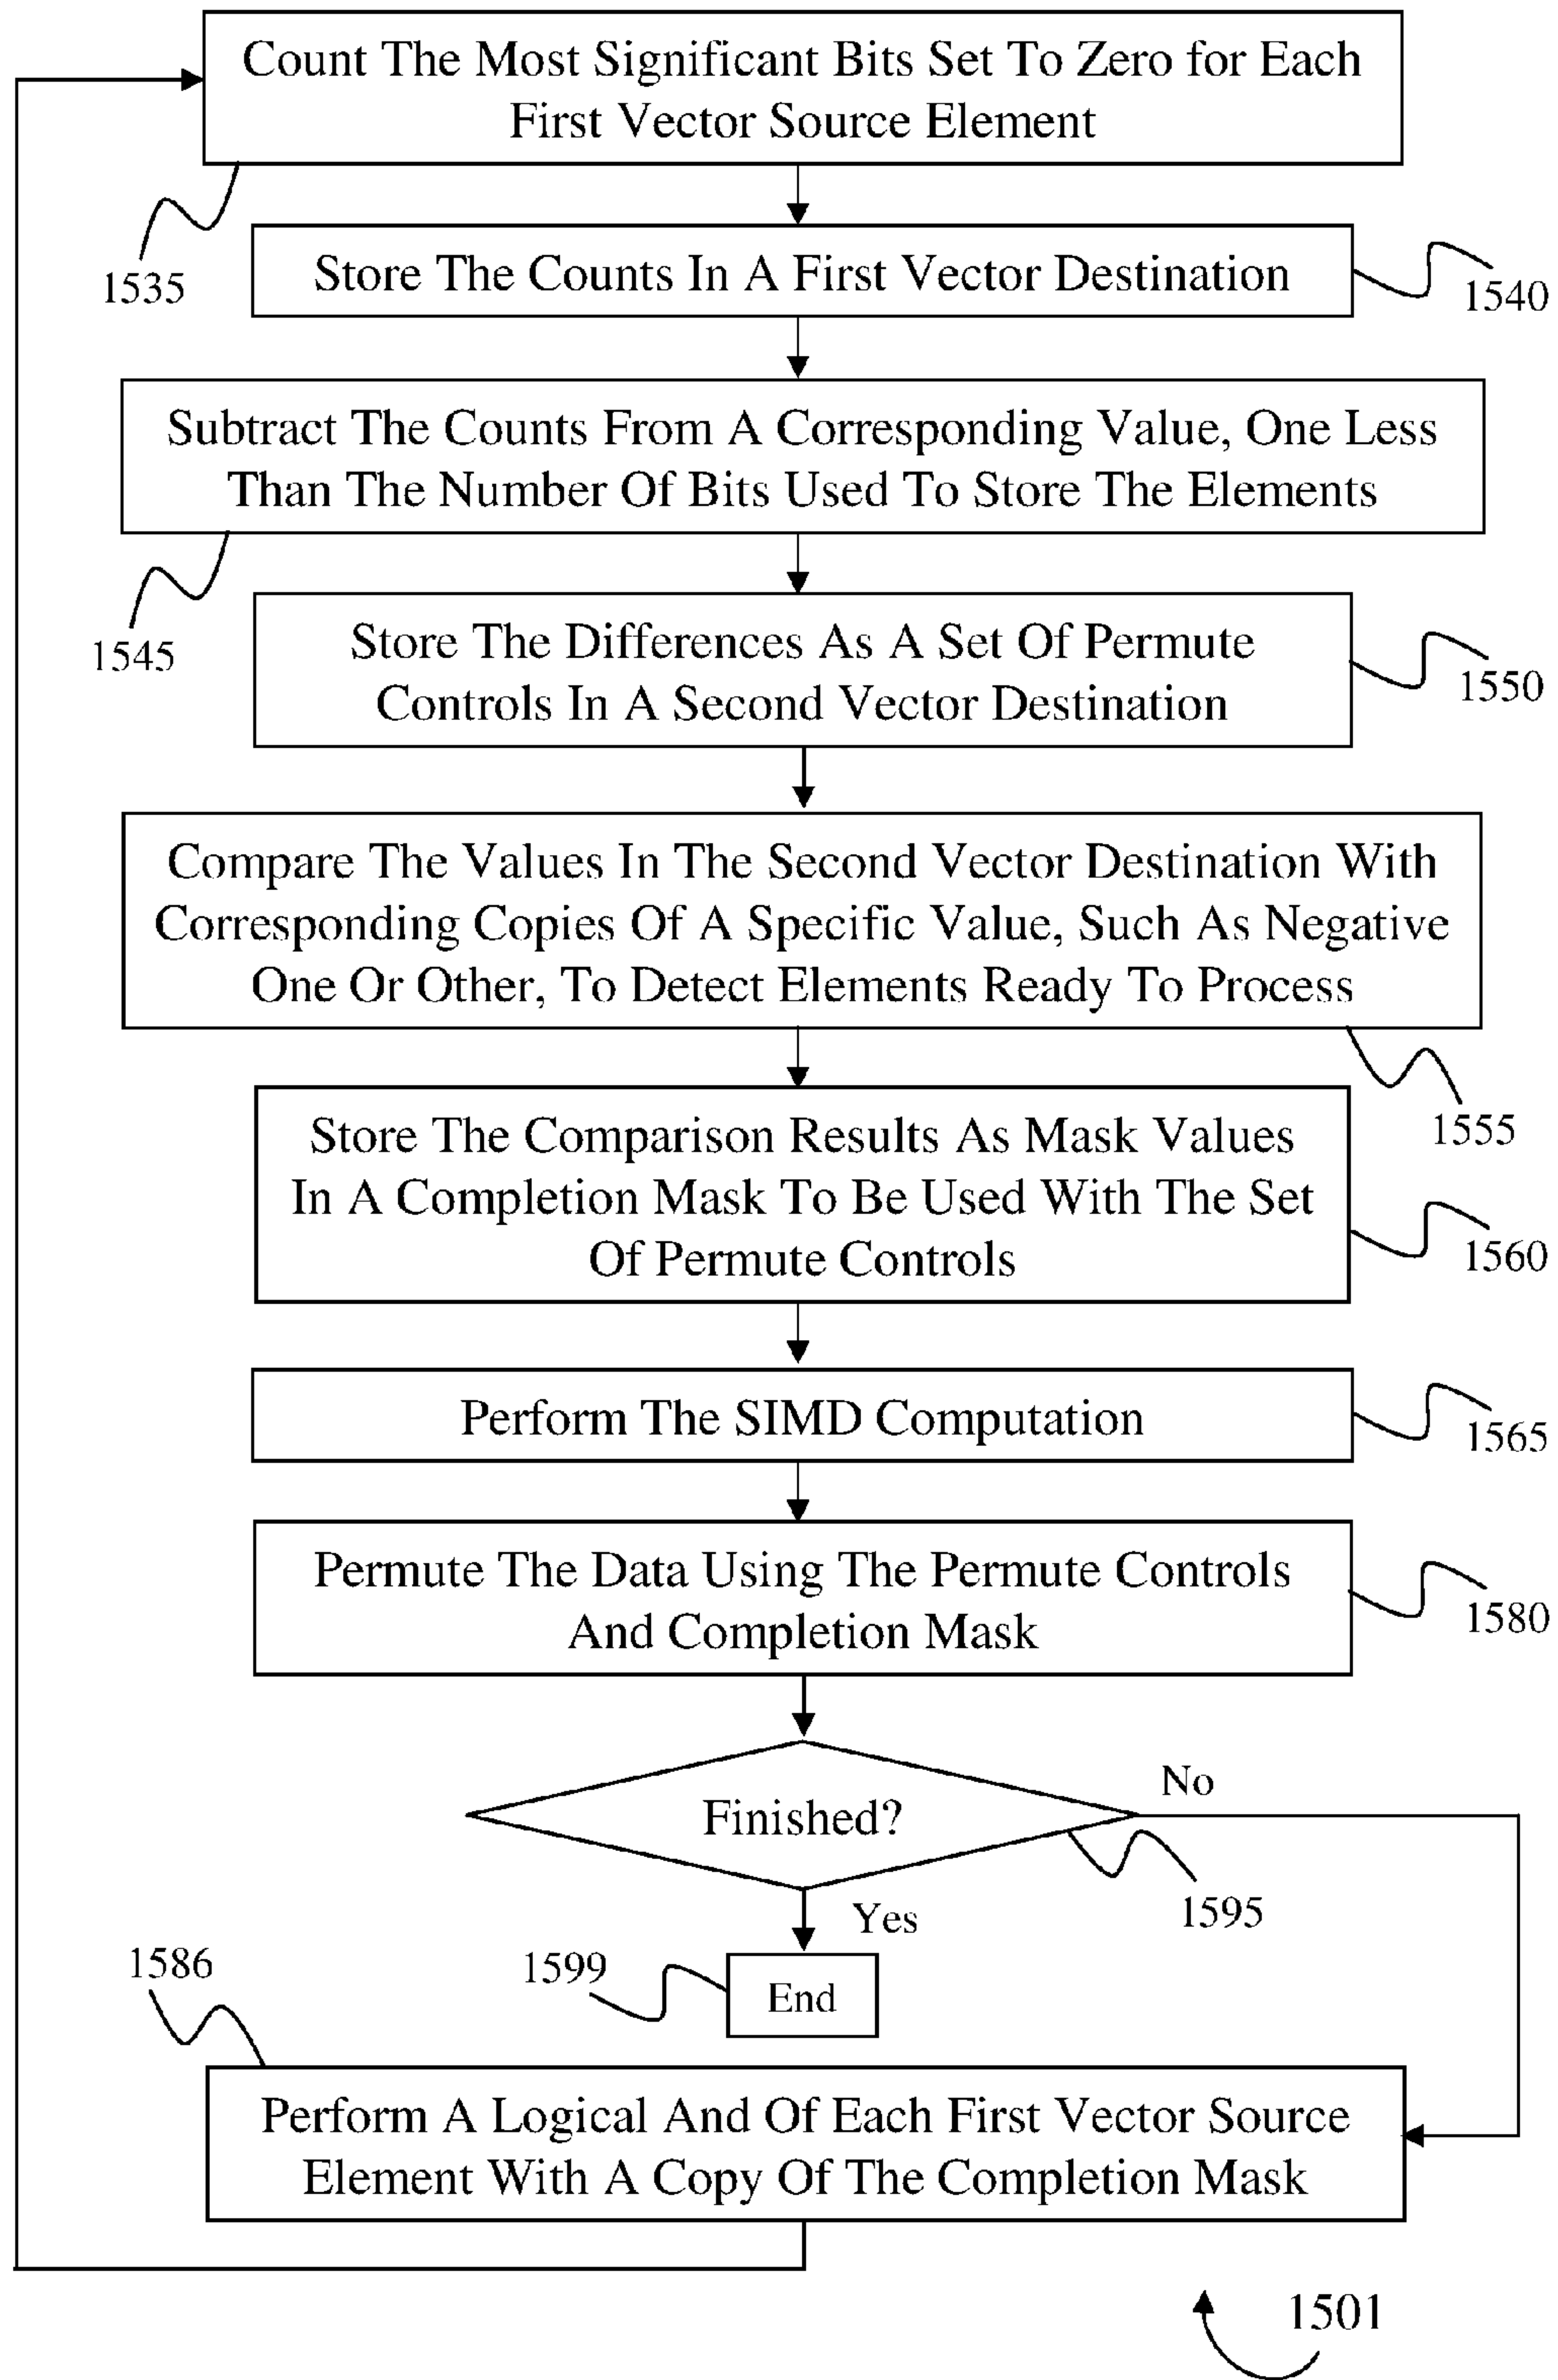 Count The Most Significant Bits Set To Zero for Each
First Vector Source Element
1535
Store The Counts In A First Vector Destination
1540
Subtract The Counts From A Corresponding Value, One Less
Than The Number Of Bits Used To Store The Elements
1545
Store The Differences As A Set Of Permute
Controls In A Second Vector Destination
1550
Compare The Values In The Second Vector Destination With
Corresponding Copies Of A Specific Value, Such As Negative
One Or Other, To Detect Elements Ready To Process
1555
Store The Comparison Results As Mask Values
In A Completion Mask To Be Used With The Set
Of Permute Controls
1560
Perform The SIMD Computation
1565
Permute The Data Using The Permute Controls
And Completion Mask
1580
No
Finished?
1595
Yes
1586
1599
End
Perform A Logical And Of Each First Vector Source
Element With A Copy Of The Completion Mask
1501